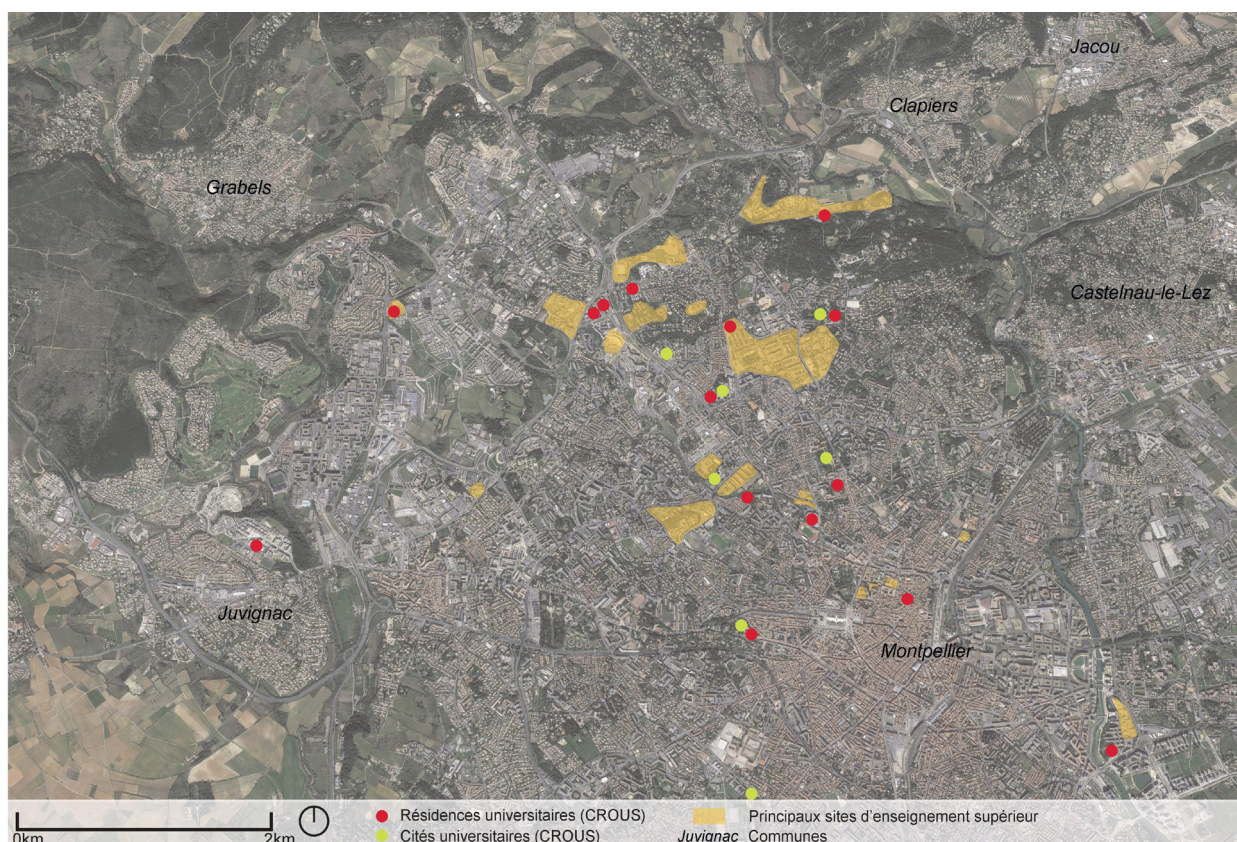 Jacou
Clapiers
Grabels
Castelnau-le-Lez
Juvignac
Montpellier
0km
2km
Résidences universitaires (CROUS)
Cités universitaires (CROUS)
Principaux sites d'enseignement supérieur
Juvignac Communes